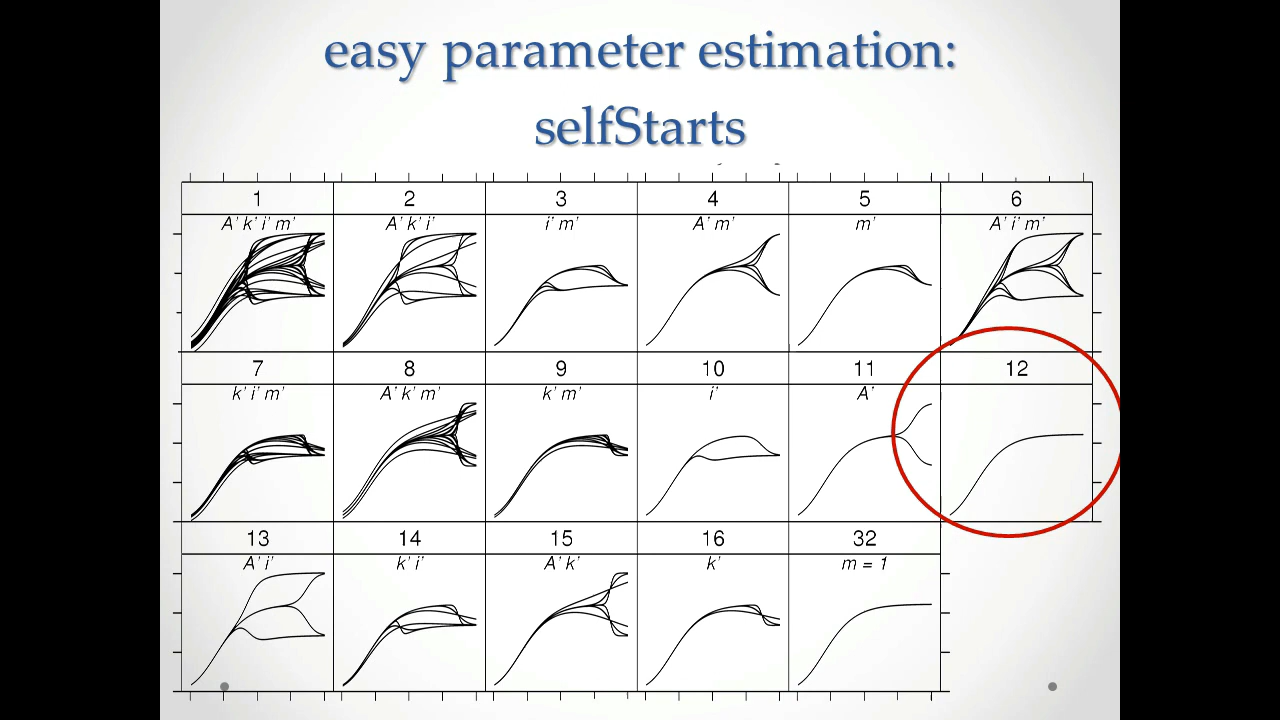 easy parameter estimation:
selfStarts
1 2 3 4 5 6
A' k' i' m' A' k' i' i' m' A' m' m' A' i' m'
7 8 9 10 11 12
k' i' m' A' k' m' k' m' i' A'
13 14 15 16 32
A' i' k' i' A' k' k' m = 1